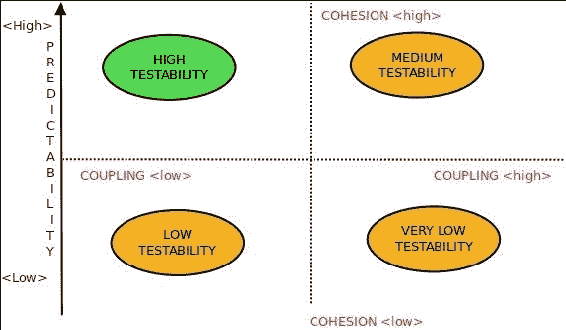 COHESION <high>
<High>
PREDICTABILITY
HIGH
TESTABILITY
MEDIUM
TESTABILITY
COUPLING <low>
COUPLING <high>
LOW
TESTABILITY
VERY LOW
TESTABILITY
<Low>
COHESION <low>